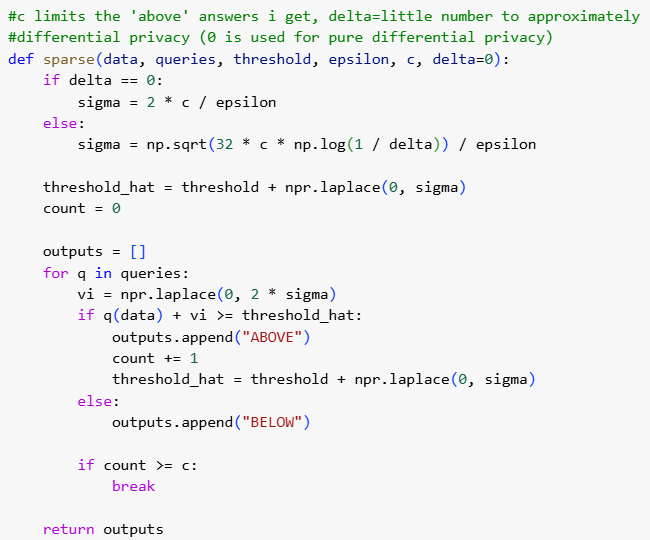 #c limits the 'above' answers i get, delta=little number to approximately
#differential privacy (0 is used for pure differential privacy)
def sparse(data, queries, threshold, epsilon, c, delta=0):
    if delta == 0:
        sigma = 2 * c / epsilon
    else:
        sigma = np.sqrt(32 * c * np.log(1 / delta)) / epsilon

    threshold_hat = threshold + npr.laplace(0, sigma)
    count = 0

    outputs = []
    for q in queries:
        vi = npr.laplace(0, 2 * sigma)
        if q(data) + vi >= threshold_hat:
            outputs.append("ABOVE")
            count += 1
            threshold_hat = threshold + npr.laplace(0, sigma)
        else:
            outputs.append("BELOW")

        if count >= c:
            break

    return outputs